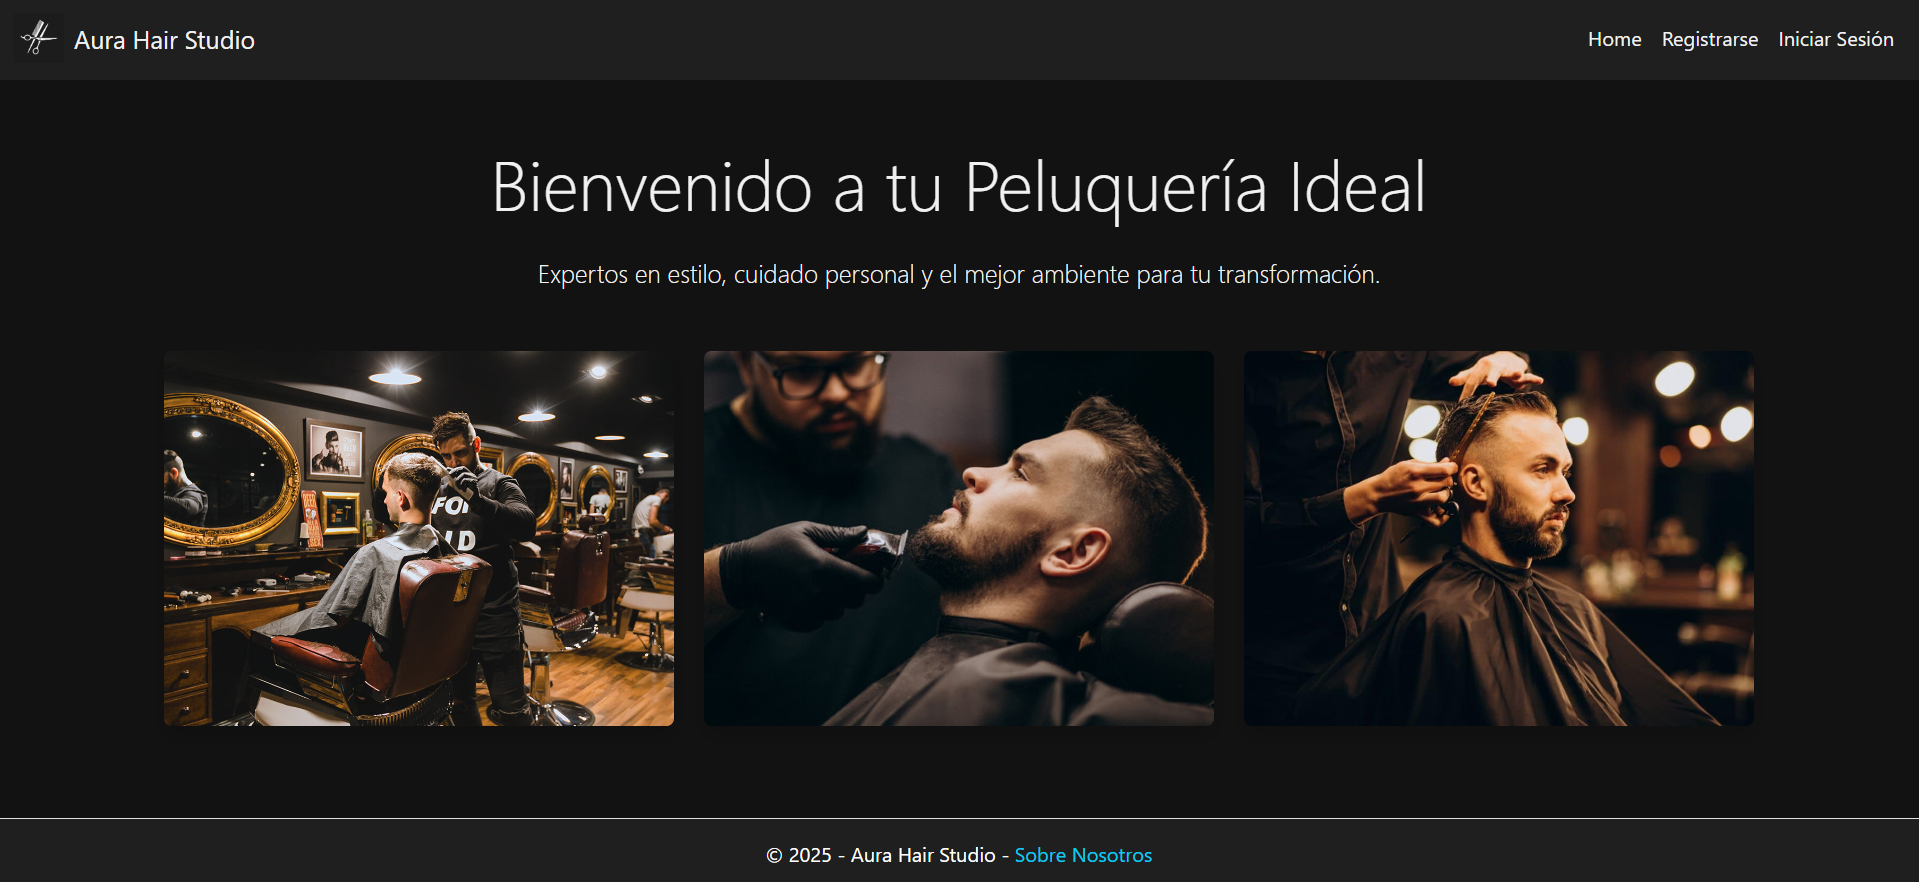 Aura Hair Studio
Home Registrarse Iniciar Sesión
Bienvenido a tu Peluquería Ideal
Expertos en estilo, cuidado personal y el mejor ambiente para tu transformación.
© 2025 - Aura Hair Studio - Sobre Nosotros